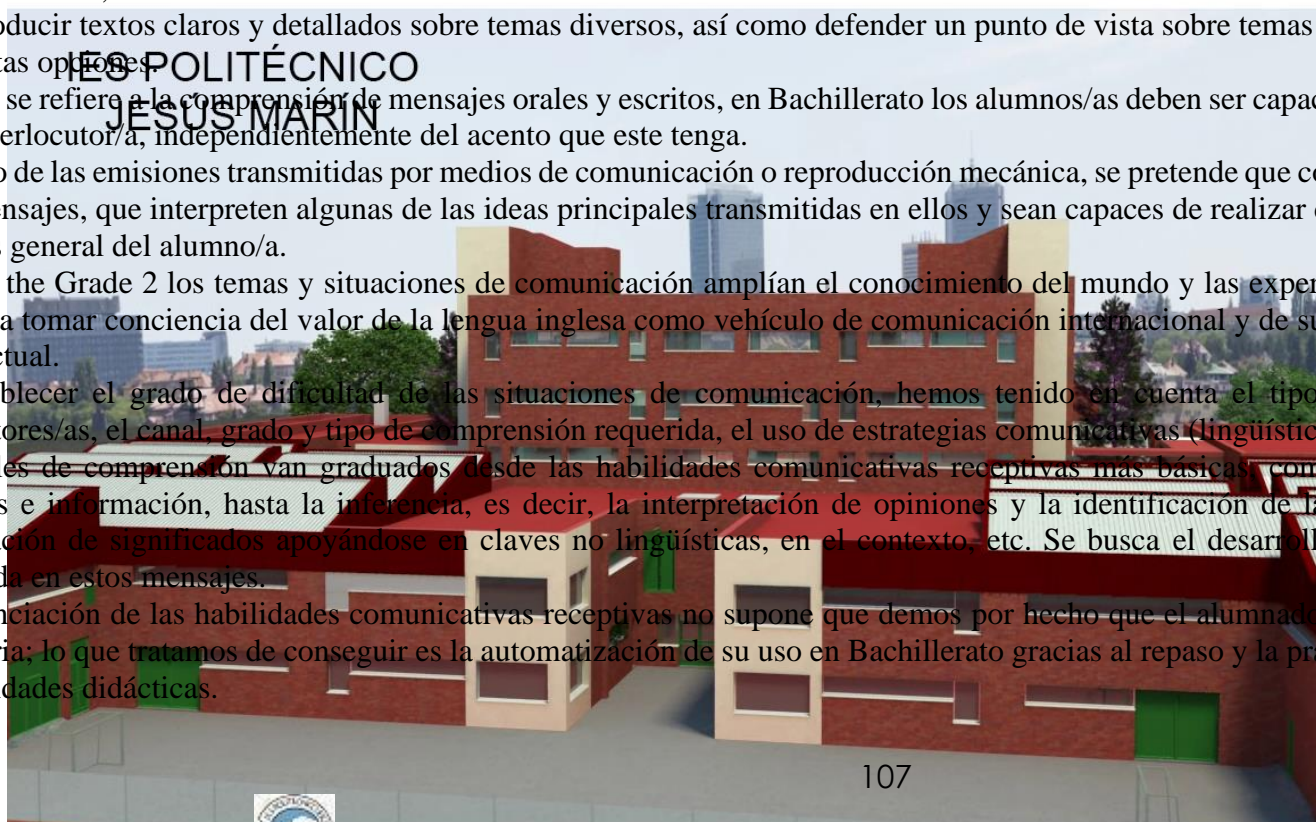 oducir textos claros y detallados sobre temas diversos, así como defender un punto de vista sobre temas
tas opciones.
IES POLITÉCNICO
se refiere a la comprensión de mensajes orales y escritos, en Bachillerato los alumnos/as deben ser capac
JESÚS MARÍN
erlocutor/a, independientemente del acento que este tenga.
o de las emisiones transmitidas por medios de comunicación o reproducción mecánica, se pretende que co
ensajes, que interpreten algunas de las ideas principales transmitidas en ellos y sean capaces de realizar
s general del alumno/a.
the Grade 2 los temas y situaciones de comunicación amplían el conocimiento del mundo y las exper
a tomar conciencia del valor de la lengua inglesa como vehículo de comunicación internacional y de su
ctual.
blecer el grado de dificultad de las situaciones de comunicación, hemos tenido en cuenta el tipo
tores/as, el canal, grado y tipo de comprensión requerida, el uso de estrategias comunicativas (lingüístic
les de comprensión van graduados desde las habilidades comunicativas receptivas más básicas, com
s e información, hasta la inferencia, es decir, la interpretación de opiniones y la identificación de la
ación de significados apoyándose en claves no lingüísticas, en el contexto, etc. Se busca el desarroll
da en estos mensajes.
nciación de las habilidades comunicativas receptivas no supone que demos por hecho que el alumnado
ria; lo que tratamos de conseguir es la automatización de su uso en Bachillerato gracias al repaso y la prá
idades didácticas.
107